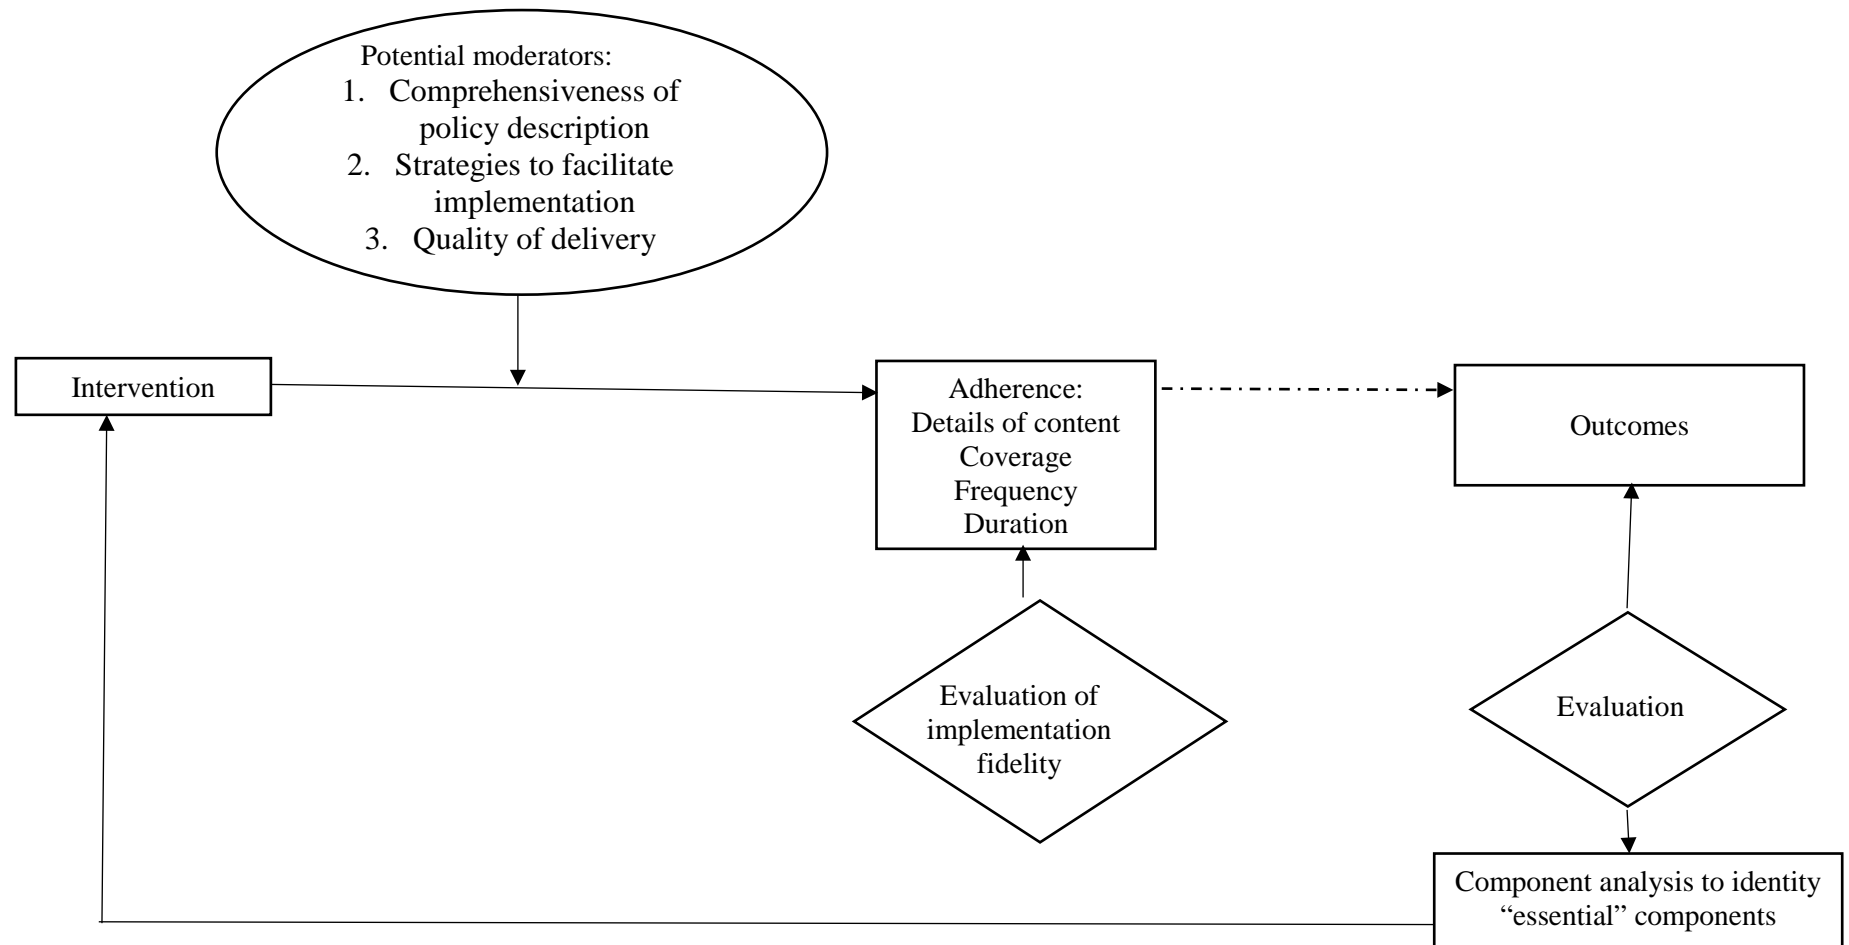 Potential moderators:
1. Comprehensiveness of
policy description
2. Strategies to facilitate
implementation
3. Quality of delivery
Intervention
Adherence:
Details of content
Coverage
Frequency
Duration
Outcomes
Evaluation of
implementation
fidelity
Evaluation
Component analysis to identity
“essential” components